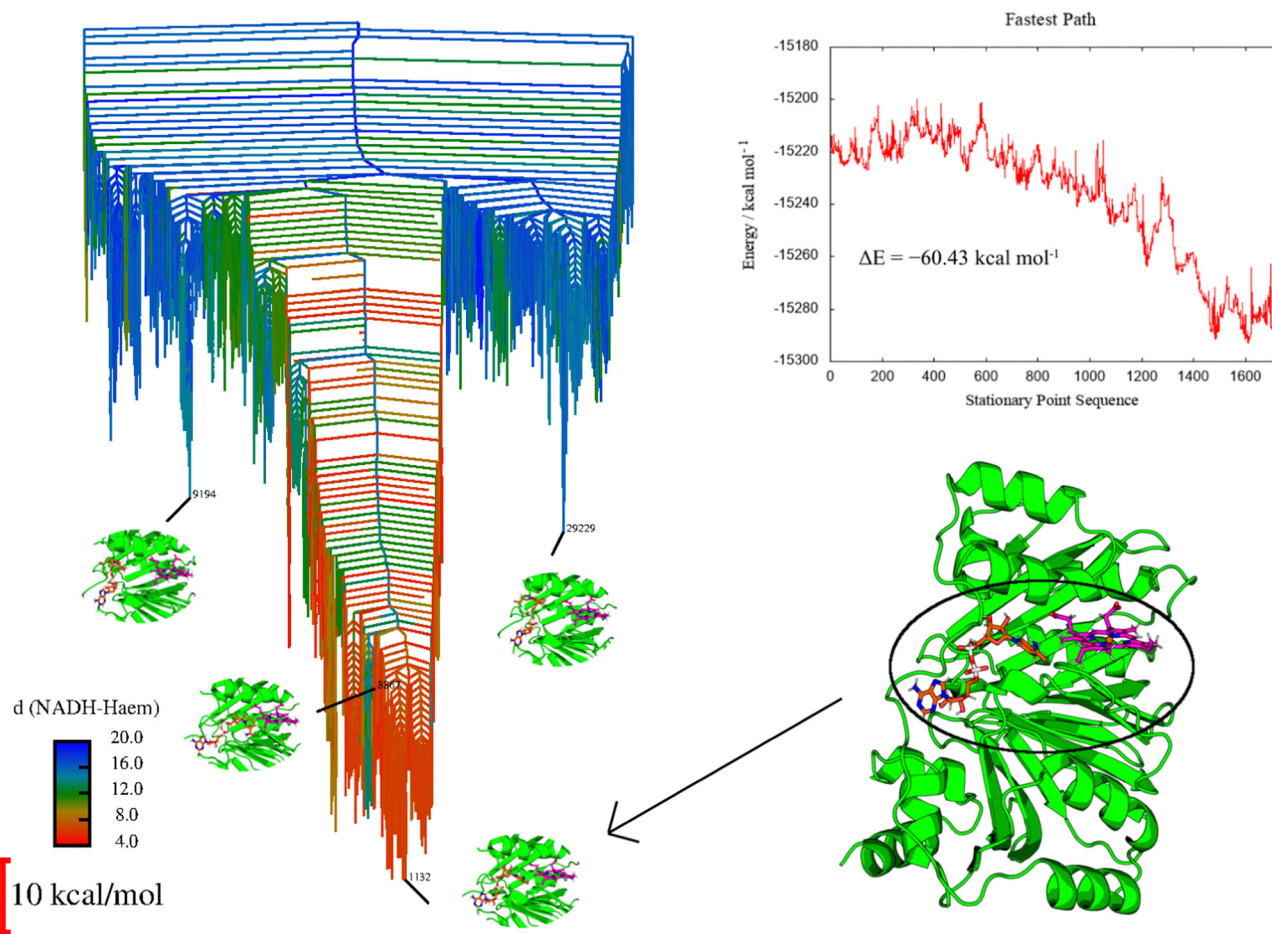 Fastest Path
-15180
-15200
-15220
-15240
-15260
-15280
-15300
Energy / kcal mol⁻¹
ΔE = −60.43 kcal mol⁻¹
0 200 400 600 800 1000 1200 1400 1600
Stationary Point Sequence
9194
29229
d (NADH-Haem)
20.0
16.0
12.0
8.0
4.0
1132
10 kcal/mol